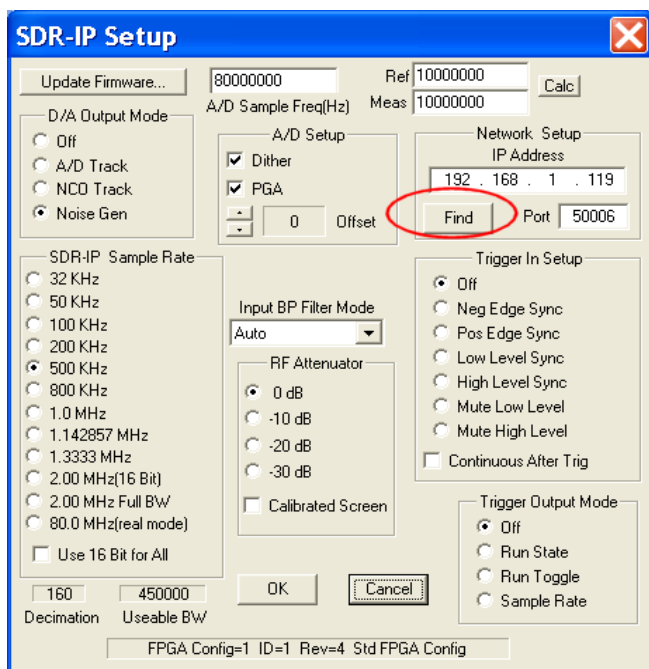 SDR-IP Setup
Update Firmware...
80000000
A/D Sample Freq(Hz)
Ref 10000000
Meas 10000000
Calc
D/A Output Mode
Off
A/D Track
NCO Track
Noise Gen
A/D Setup
Dither
PGA
0 Offset
Network Setup
IP Address
192 . 168 . 1 . 119
Find
Port 50006
SDR-IP Sample Rate
32 KHz
50 KHz
100 KHz
200 KHz
500 KHz
800 KHz
1.0 MHz
1.142857 MHz
1.3333 MHz
2.00 MHz(16 Bit)
2.00 MHz Full BW
80.0 MHz(real mode)
Use 16 Bit for All
160
Decimation
450000
Useable BW
Input BP Filter Mode
Auto
RF Attenuator
0 dB
-10 dB
-20 dB
-30 dB
Calibrated Screen
Trigger In Setup
Off
Neg Edge Sync
Pos Edge Sync
Low Level Sync
High Level Sync
Mute Low Level
Mute High Level
Continuous After Trig
Trigger Output Mode
Off
Run State
Run Toggle
Sample Rate
OK
Cancel
FPGA Config=1 ID=1 Rev=4 Std FPGA Config